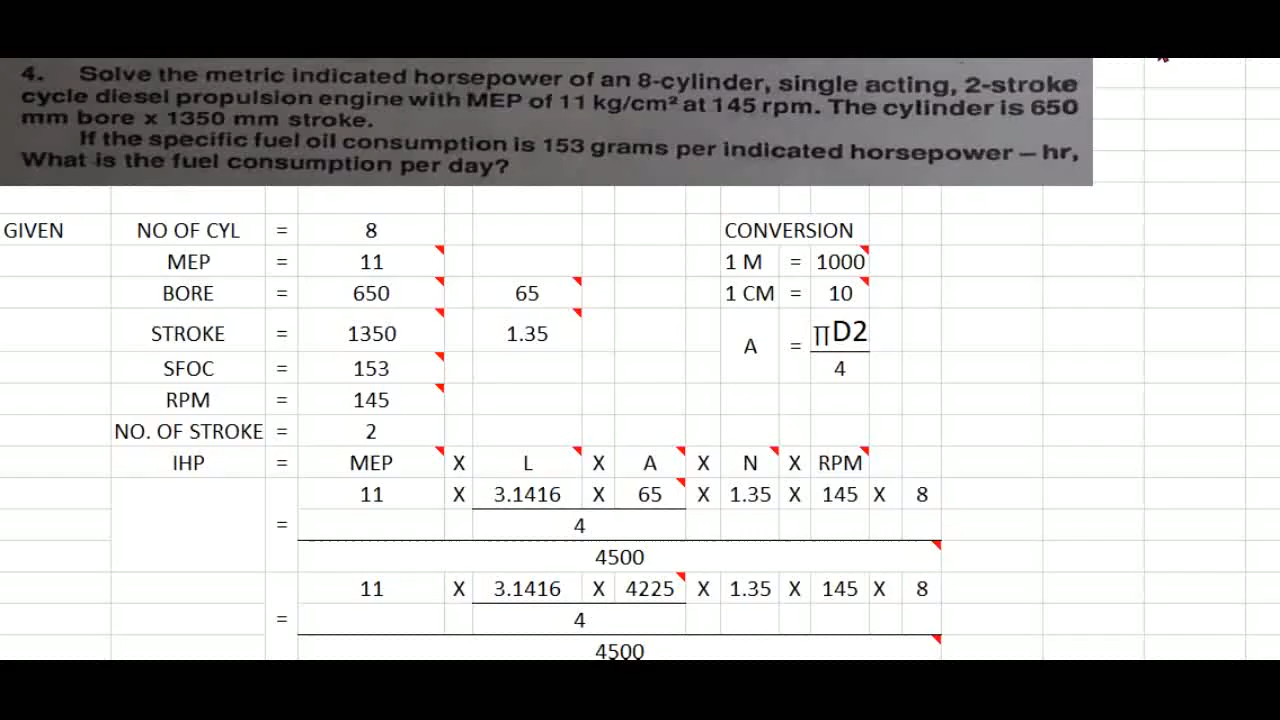 4. Solve the metric indicated horsepower of an 8-cylinder, single acting, 2-stroke
cycle diesel propulsion engine with MEP of 11 kg/cm² at 145 rpm. The cylinder is 650
mm bore x 1350 mm stroke.
If the specific fuel oil consumption is 153 grams per indicated horsepower – hr,
What is the fuel consumption per day?
GIVEN NO OF CYL = 8 CONVERSION
MEP = 11 1 M = 1000
BORE = 650 65 1 CM = 10
STROKE = 1350 1.35 A = ∏D2
4
SFOC = 153
RPM = 145
NO. OF STROKE = 2
IHP = MEP X L X A X N X RPM
11 X 3.1416 X 65 X 1.35 X 145 X 8
= 4
4500
11 X 3.1416 X 4225 X 1.35 X 145 X 8
= 4
4500